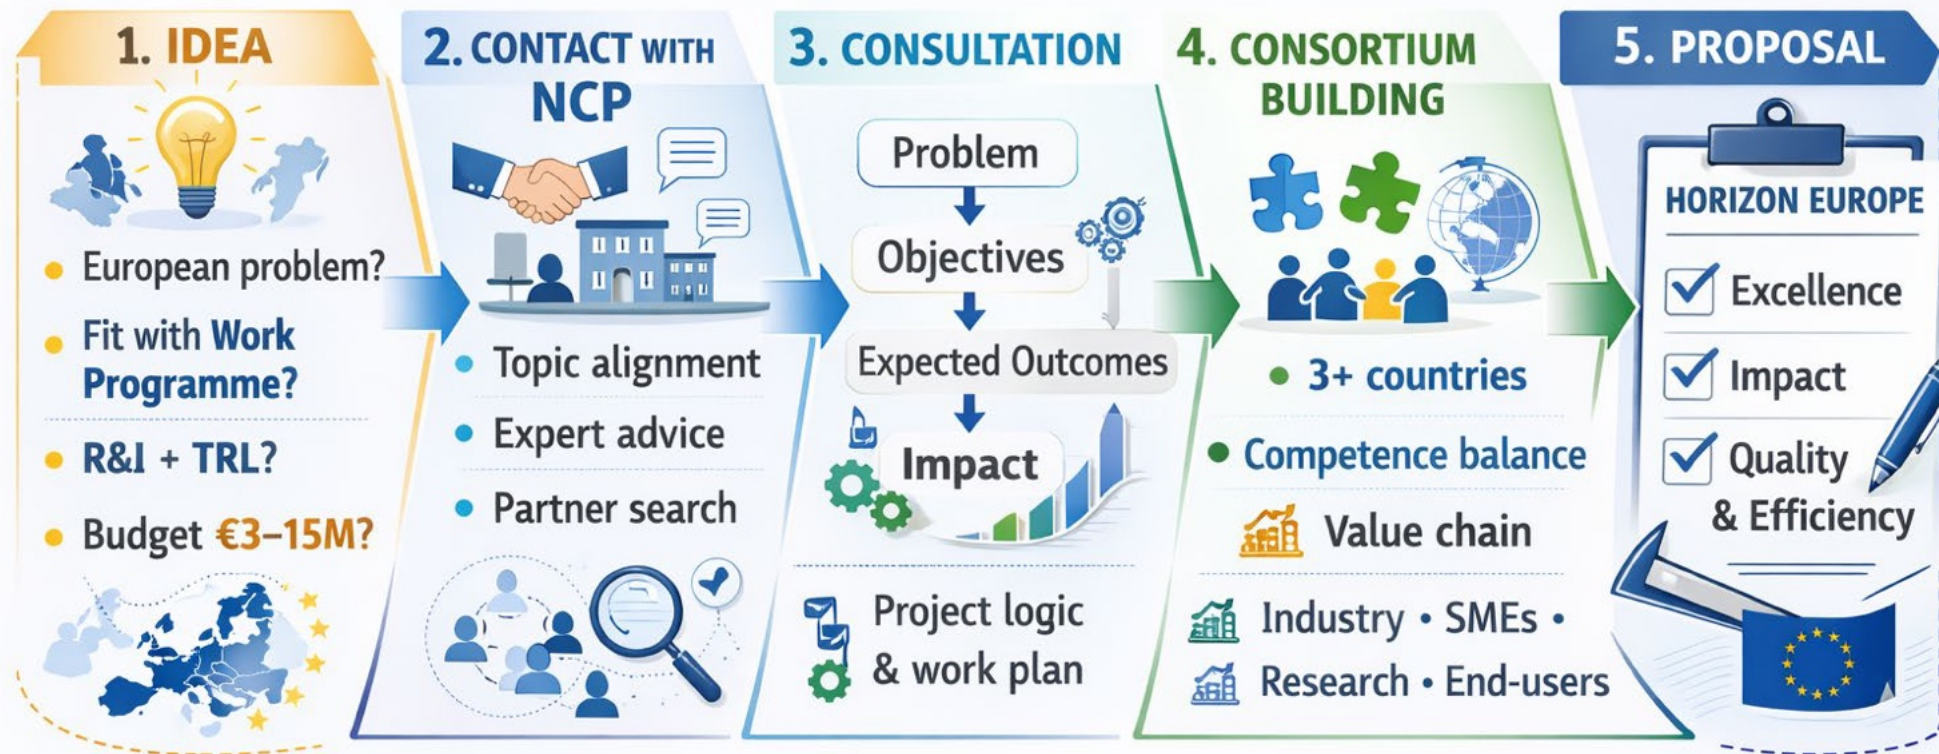 1. IDEA
European problem?
Fit with Work
Programme?
R&I + TRL?
Budget €3–15M?
2. CONTACT WITH
NCP
Topic alignment
Expert advice
Partner search
3. CONSULTATION
Problem
Objectives
Expected Outcomes
Impact
Project logic
& work plan
4. CONSORTIUM
BUILDING
3+ countries
Competence balance
Value chain
Industry • SMEs •
Research • End-users
5. PROPOSAL
HORIZON EUROPE
Excellence
Impact
Quality
& Efficiency